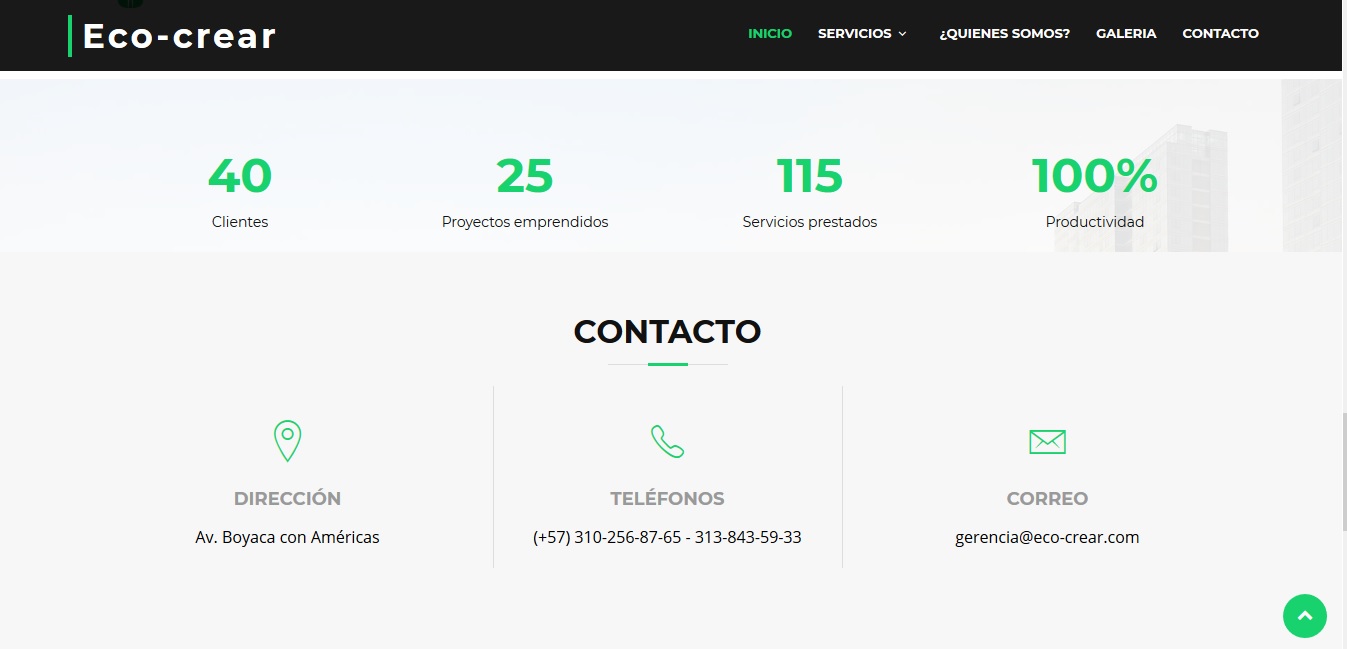 Eco-crear
INICIO SERVICIOS ¿QUIENES SOMOS? GALERIA CONTACTO
40 25 115 100%
Clientes Proyectos emprendidos Servicios prestados Productividad
CONTACTO
DIRECCIÓN TELÉFONOS CORREO
Av. Boyaca con Américas (+57) 310-256-87-65 - 313-843-59-33 gerencia@eco-crear.com